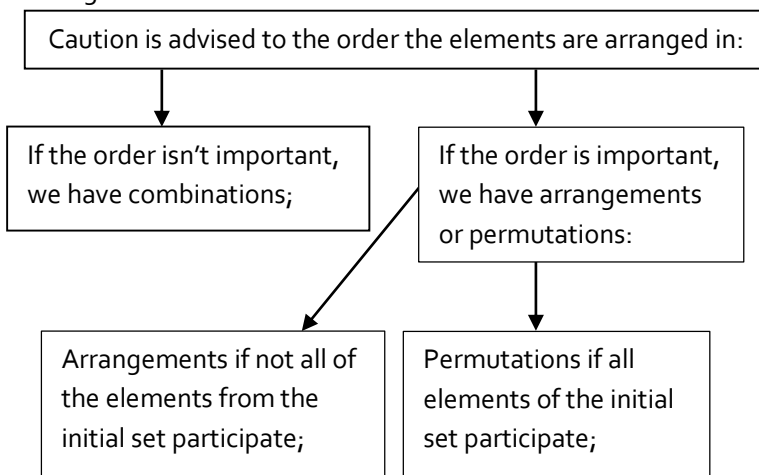 Caution is advised to the order the elements are arranged in:
If the order isn't important,
we have combinations;
If the order is important,
we have arrangements
or permutations:
Arrangements if not all of
the elements from the
initial set participate;
Permutations if all
elements of the initial
set participate;